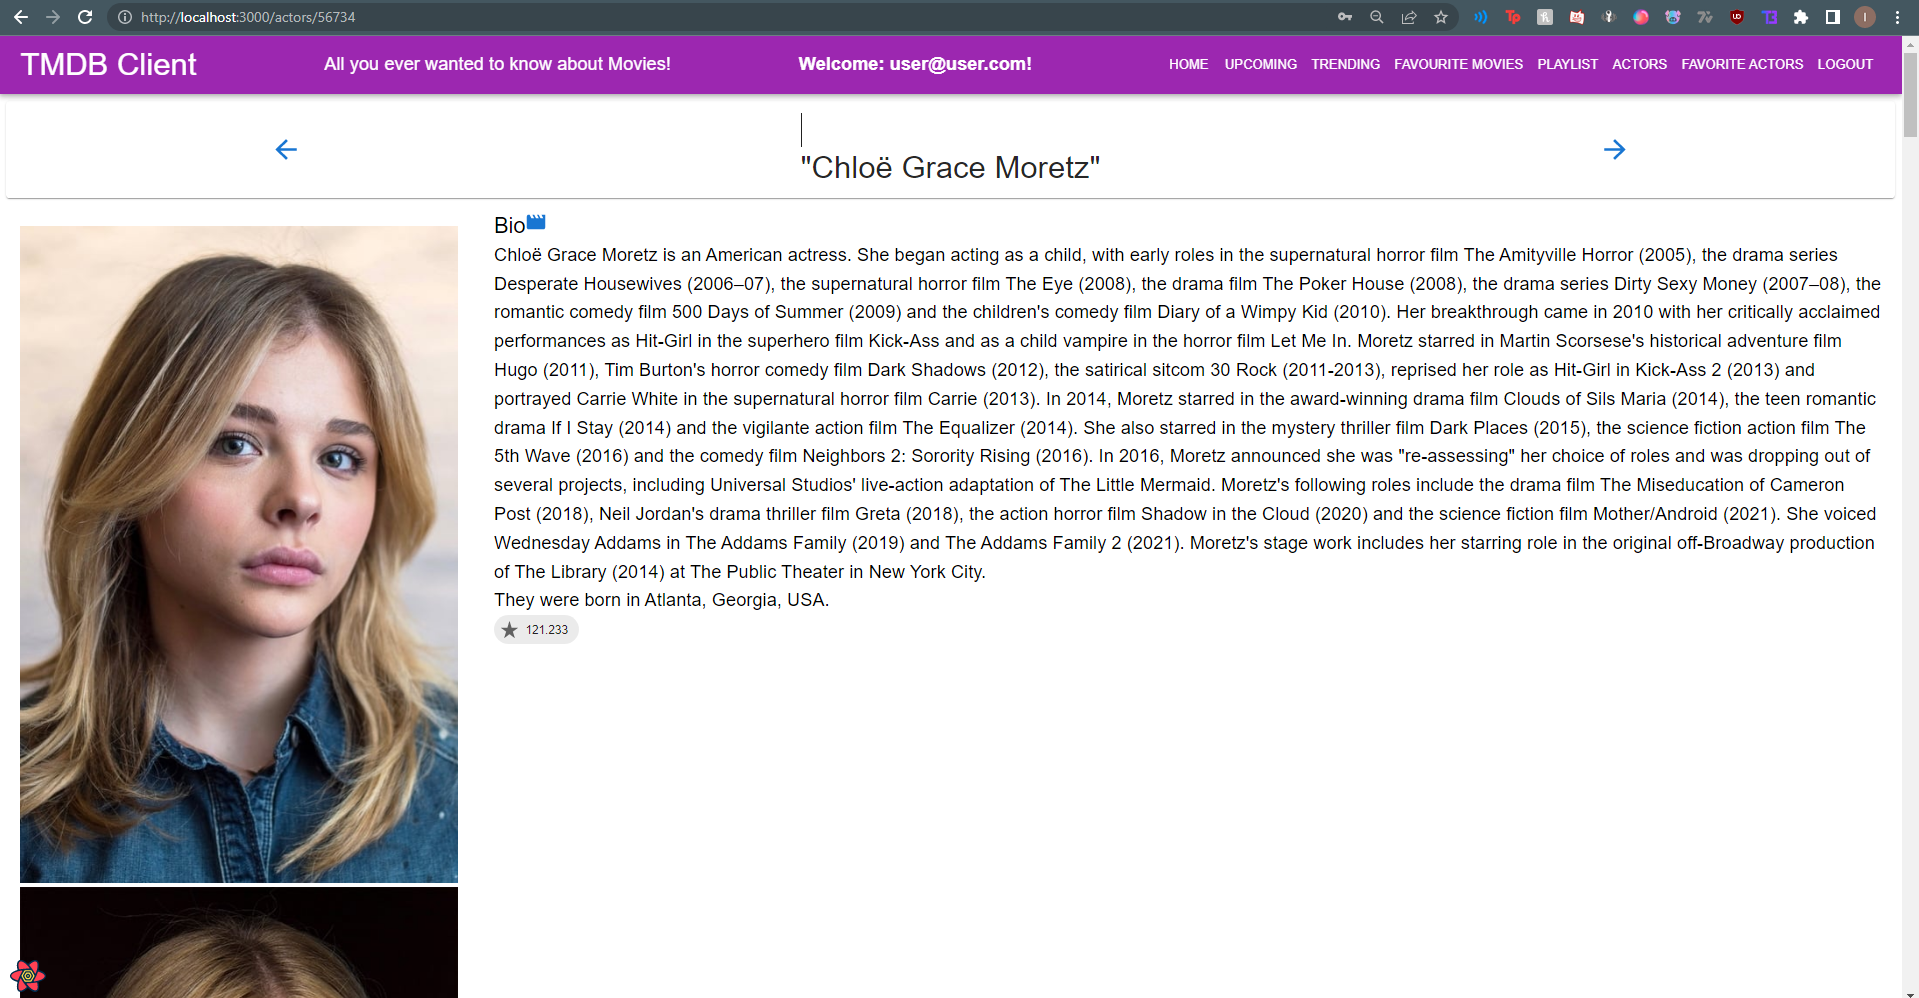 http://localhost:3000/actors/56734
TMDB Client
All you ever wanted to know about Movies!
Welcome: user@user.com!
HOME UPCOMING TRENDING FAVOURITE MOVIES PLAYLIST ACTORS FAVORITE ACTORS LOGOUT
"Chloë Grace Moretz"
Bio
Chloë Grace Moretz is an American actress. She began acting as a child, with early roles in the supernatural horror film The Amityville Horror (2005), the drama series
Desperate Housewives (2006–07), the supernatural horror film The Eye (2008), the drama film The Poker House (2008), the drama series Dirty Sexy Money (2007–08), the
romantic comedy film 500 Days of Summer (2009) and the children's comedy film Diary of a Wimpy Kid (2010). Her breakthrough came in 2010 with her critically acclaimed
performances as Hit-Girl in the superhero film Kick-Ass and as a child vampire in the horror film Let Me In. Moretz starred in Martin Scorsese's historical adventure film
Hugo (2011), Tim Burton's horror comedy film Dark Shadows (2012), the satirical sitcom 30 Rock (2011-2013), reprised her role as Hit-Girl in Kick-Ass 2 (2013) and
portrayed Carrie White in the supernatural horror film Carrie (2013). In 2014, Moretz starred in the award-winning drama film Clouds of Sils Maria (2014), the teen romantic
drama If I Stay (2014) and the vigilante action film The Equalizer (2014). She also starred in the mystery thriller film Dark Places (2015), the science fiction action film The
5th Wave (2016) and the comedy film Neighbors 2: Sorority Rising (2016). In 2016, Moretz announced she was "re-assessing" her choice of roles and was dropping out of
several projects, including Universal Studios' live-action adaptation of The Little Mermaid. Moretz's following roles include the drama film The Miseducation of Cameron
Post (2018), Neil Jordan's drama thriller film Greta (2018), the action horror film Shadow in the Cloud (2020) and the science fiction film Mother/Android (2021). She voiced
Wednesday Addams in The Addams Family (2019) and The Addams Family 2 (2021). Moretz's stage work includes her starring role in the original off-Broadway production
of The Library (2014) at The Public Theater in New York City.
They were born in Atlanta, Georgia, USA.
121.233